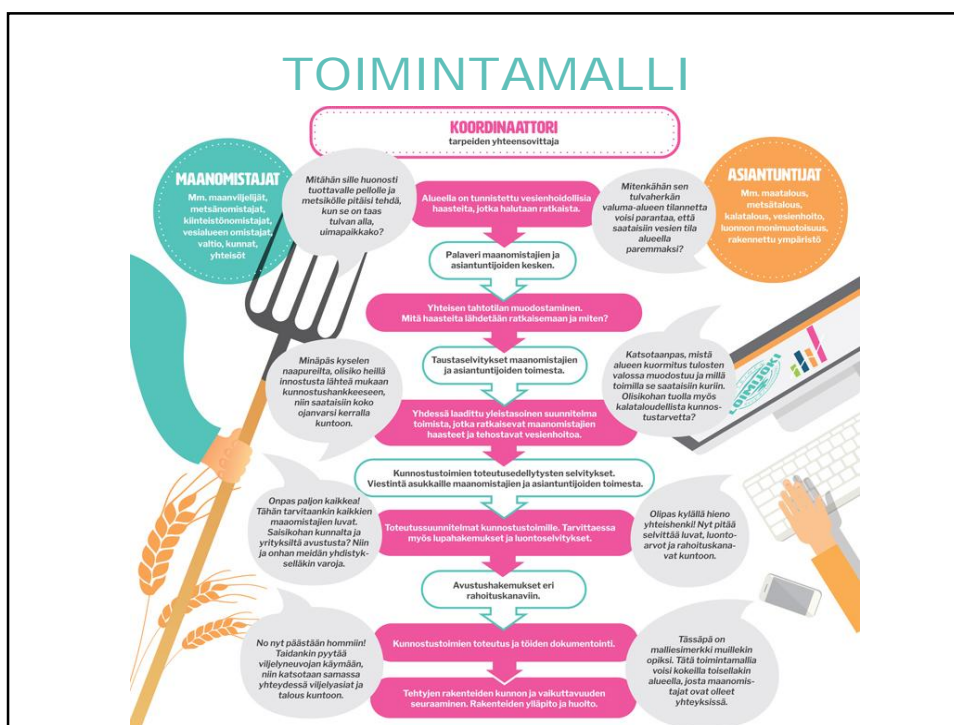 TOIMINTAMALLI
KOORDINAATTORI
tarpeiden yhteensovittaja
MAANOMISTAJAT
Mm. maanviljelijät,
metsänomistajat,
kiinteistönomistajat,
vesialueen omistajat,
valtio, kunnat,
yhteisöt
Mitähän sille huonosti
tuottavalle pellolle ja
metsikölle pitäisi tehdä,
kun se on taas
tulvan alla,
uimapaikkako?
Alueella on tunnistettu vesienhoidollisia
haasteita, jotka halutaan ratkaista.
Mitenkähän sen
tulvaherkän
valuma-alueen tilannetta
voisi parantaa, että
saataisiin vesien tila
alueella
paremmaksi?
ASIANTUNTIJAT
Mm. maatalous,
metsätalous,
kalatalous, vesienhoito,
luonnon monimuotoisuus,
rakennettu ympäristö
Palaveri maanomistajien ja
asiantuntijoiden kesken.
Yhteisen tahtotilan muodostaminen.
Mitä haasteita lähdetään ratkaisemaan ja miten?
Minäpäs kyselen
naapureilta, olisiko heillä
innostusta lähteä mukaan
kunnostushankkeeseen,
niin saataisiin koko
ojanvarsi kerralla
kuntoon.
Taustaselvitykset maanomistajien
ja asiantuntijoiden toimesta.
Katsotaanpas, mistä
alueen kuormitus tulosten
valossa muodostuu ja millä
toimilla se saataisiin kuriin.
Olisikohan tuolla myös
kalataloudellista kunnos-
tustarvetta?
LOIMIJOKI
Yhdessä laadittu yleistasoinen suunnitelma
toimista, jotka ratkaisevat maanomistajien
haasteet ja tehostavat vesienhoitoa.
Kunnostustoimien toteutusedellytysten selvitykset.
Viestintä asukkaille maanomistajien ja asiantuntijoiden toimesta.
Onpas paljon kaikkea!
Tähän tarvitaankin kaikkien
maaomistajien luvat.
Saisikohan kunnalta ja
yrityksiltä avustusta? Niin
ja onhan meidän yhdistyk-
selläkin varoja.
Toteutussuunnitelmat kunnostustoimille. Tarvittaessa
myös lupahakemukset ja luontoselvitykset.
Olipas kylällä hieno
yhteishenki! Nyt pitää
selvittää luvat, luonto-
arvot ja rahoituskana-
vat kuntoon.
Avustushakemukset eri
rahoituskanaviin.
No nyt päästään hommiin!
Taidankin pyytää
viljelyneuvojan käymään,
niin katsotaan samassa
yhteydessä viljelyasiat ja
talous kuntoon.
Kunnostustoimien toteutus ja töiden dokumentointi.
Tässäpä on
malliesimerkki muillekin
opiksi. Tätä toimintamallia
voisi kokeilla toisellakin
alueella, josta maanomis-
tajat ovat olleet
yhteyksissä.
Tehtyjen rakenteiden kunnon ja vaikuttavuuden
seuraaminen. Rakenteiden ylläpito ja huolto.